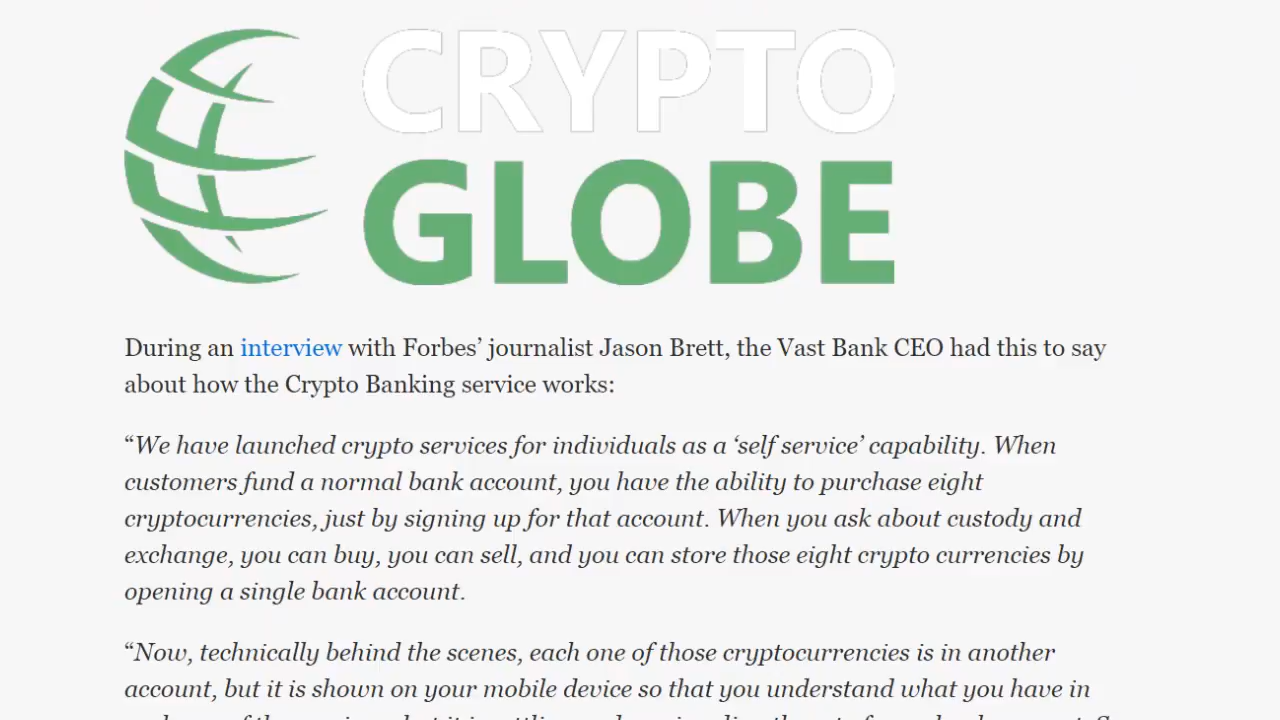 CRYPTO
GLOBE
During an interview with Forbes’ journalist Jason Brett, the Vast Bank CEO had this to say
about how the Crypto Banking service works:
“We have launched crypto services for individuals as a ‘self service’ capability. When
customers fund a normal bank account, you have the ability to purchase eight
cryptocurrencies, just by signing up for that account. When you ask about custody and
exchange, you can buy, you can sell, and you can store those eight crypto currencies by
opening a single bank account.
“Now, technically behind the scenes, each one of those cryptocurrencies is in another
account, but it is shown on your mobile device so that you understand what you have in